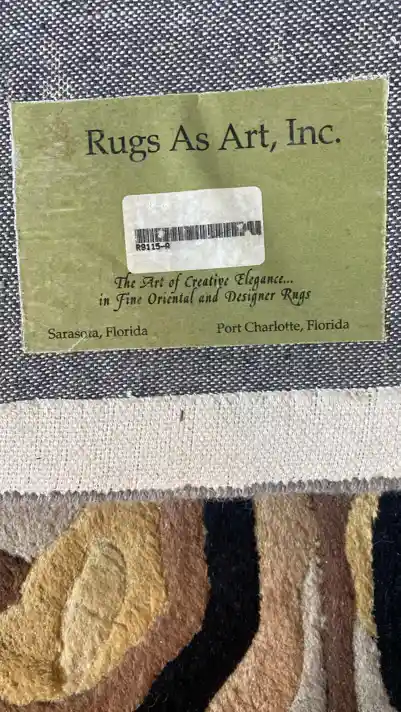 Rugs As Art, Inc.
R9115-A
The Art of Creative Elegance...
in Fine Oriental and Designer Rugs
Sarasota, Florida
Port Charlotte, Florida